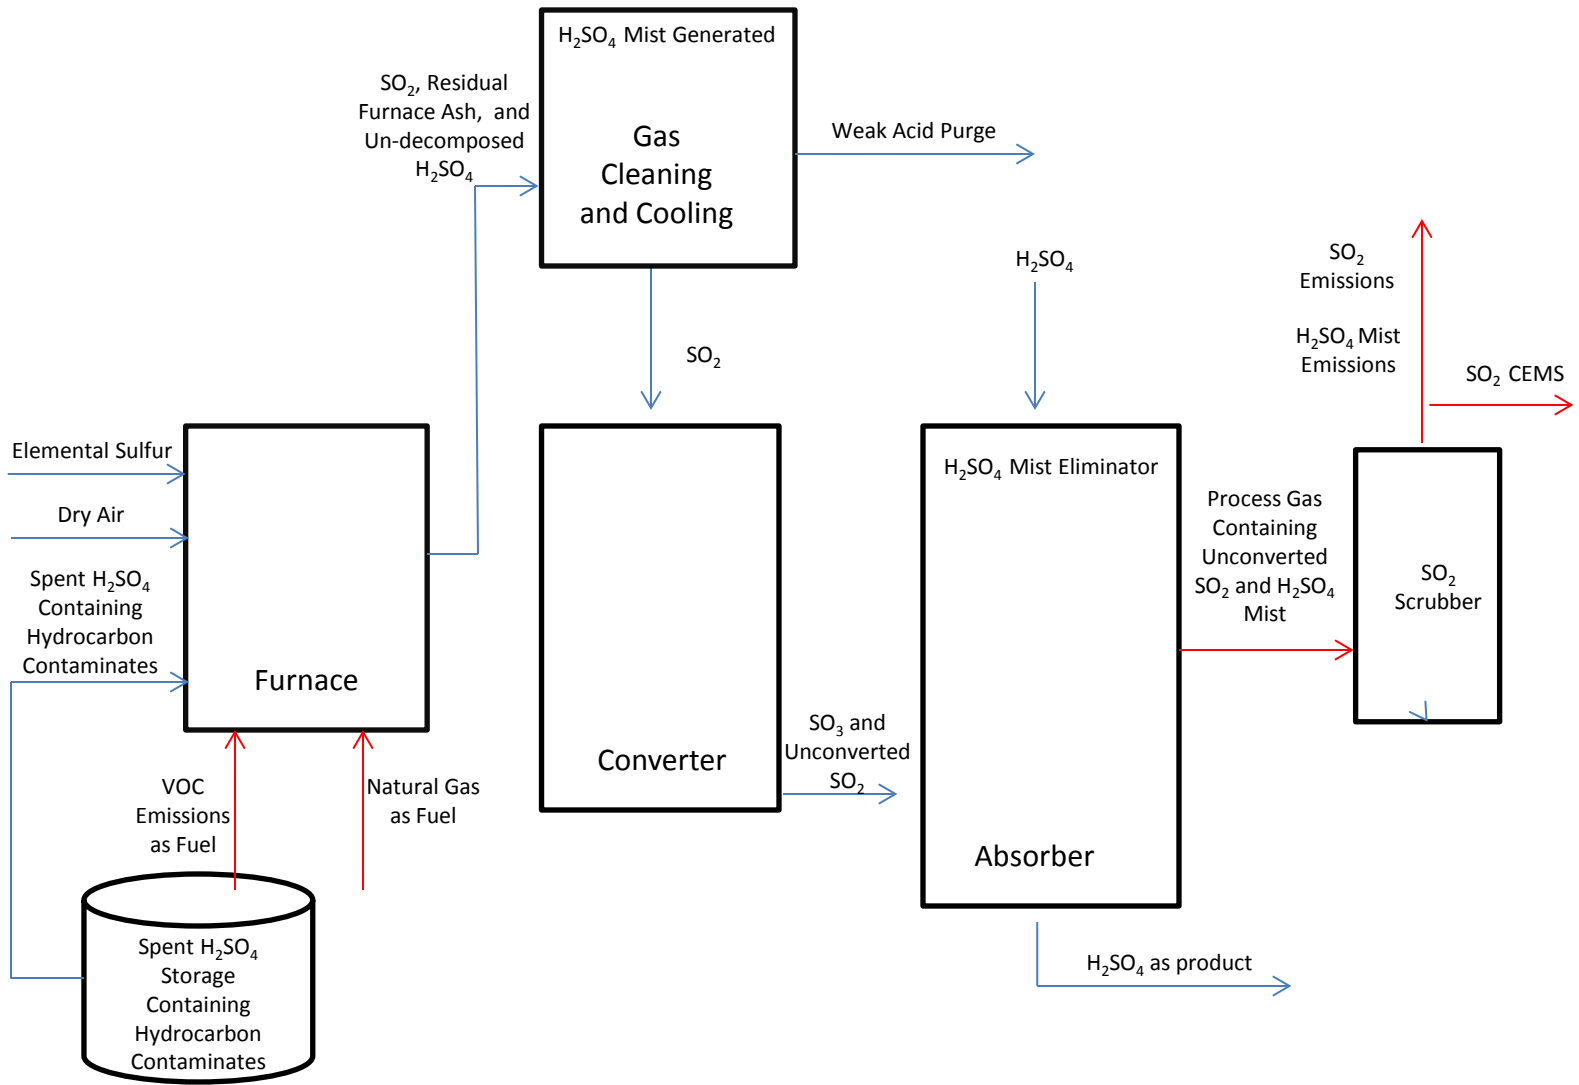 H₂SO₄ Mist Generated
Gas
Cleaning
and Cooling
SO₂, Residual
Furnace Ash, and
Un-decomposed
H₂SO₄
Weak Acid Purge
SO₂
H₂SO₄
SO₂
Emissions
H₂SO₄ Mist
Emissions
SO₂ CEMS
Elemental Sulfur
Dry Air
Spent H₂SO₄
Containing
Hydrocarbon
Contaminates
Furnace
VOC
Emissions
as Fuel
Natural Gas
as Fuel
Spent H₂SO₄
Storage
Containing
Hydrocarbon
Contaminates
Converter
SO₃ and
Unconverted
SO₂
H₂SO₄ Mist Eliminator
Absorber
Process Gas
Containing
Unconverted
SO₂ and H₂SO₄
Mist
SO₂
Scrubber
H₂SO₄ as product